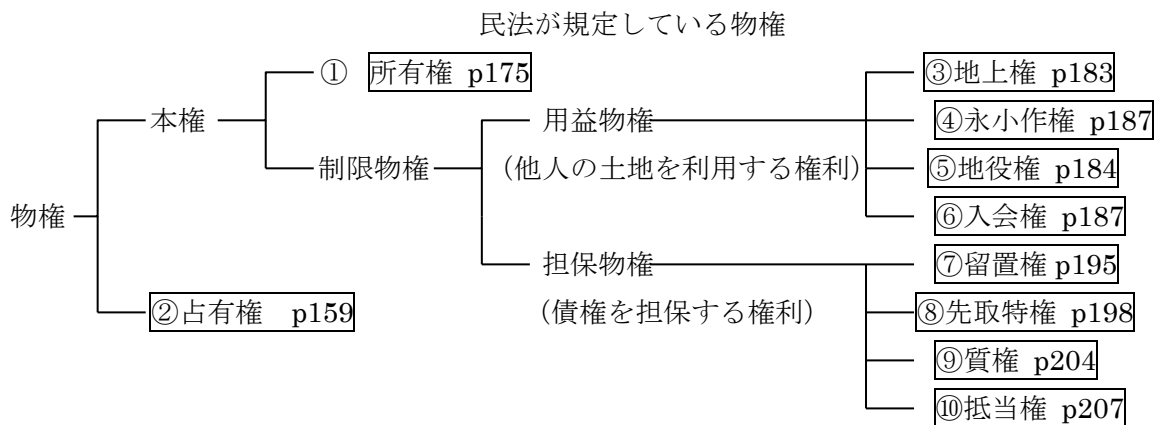 民法が規定している物権
① 所有権 p175
③地上権 p183
本権
用益物権
④永小作権 p187
制限物権
(他人の土地を利用する権利)
⑤地役権 p184
物権
⑥入会権 p187
担保物権
⑦留置権 p195
②占有権 p159
(債権を担保する権利)
⑧先取特権 p198
⑨質権 p204
⑩抵当権 p207